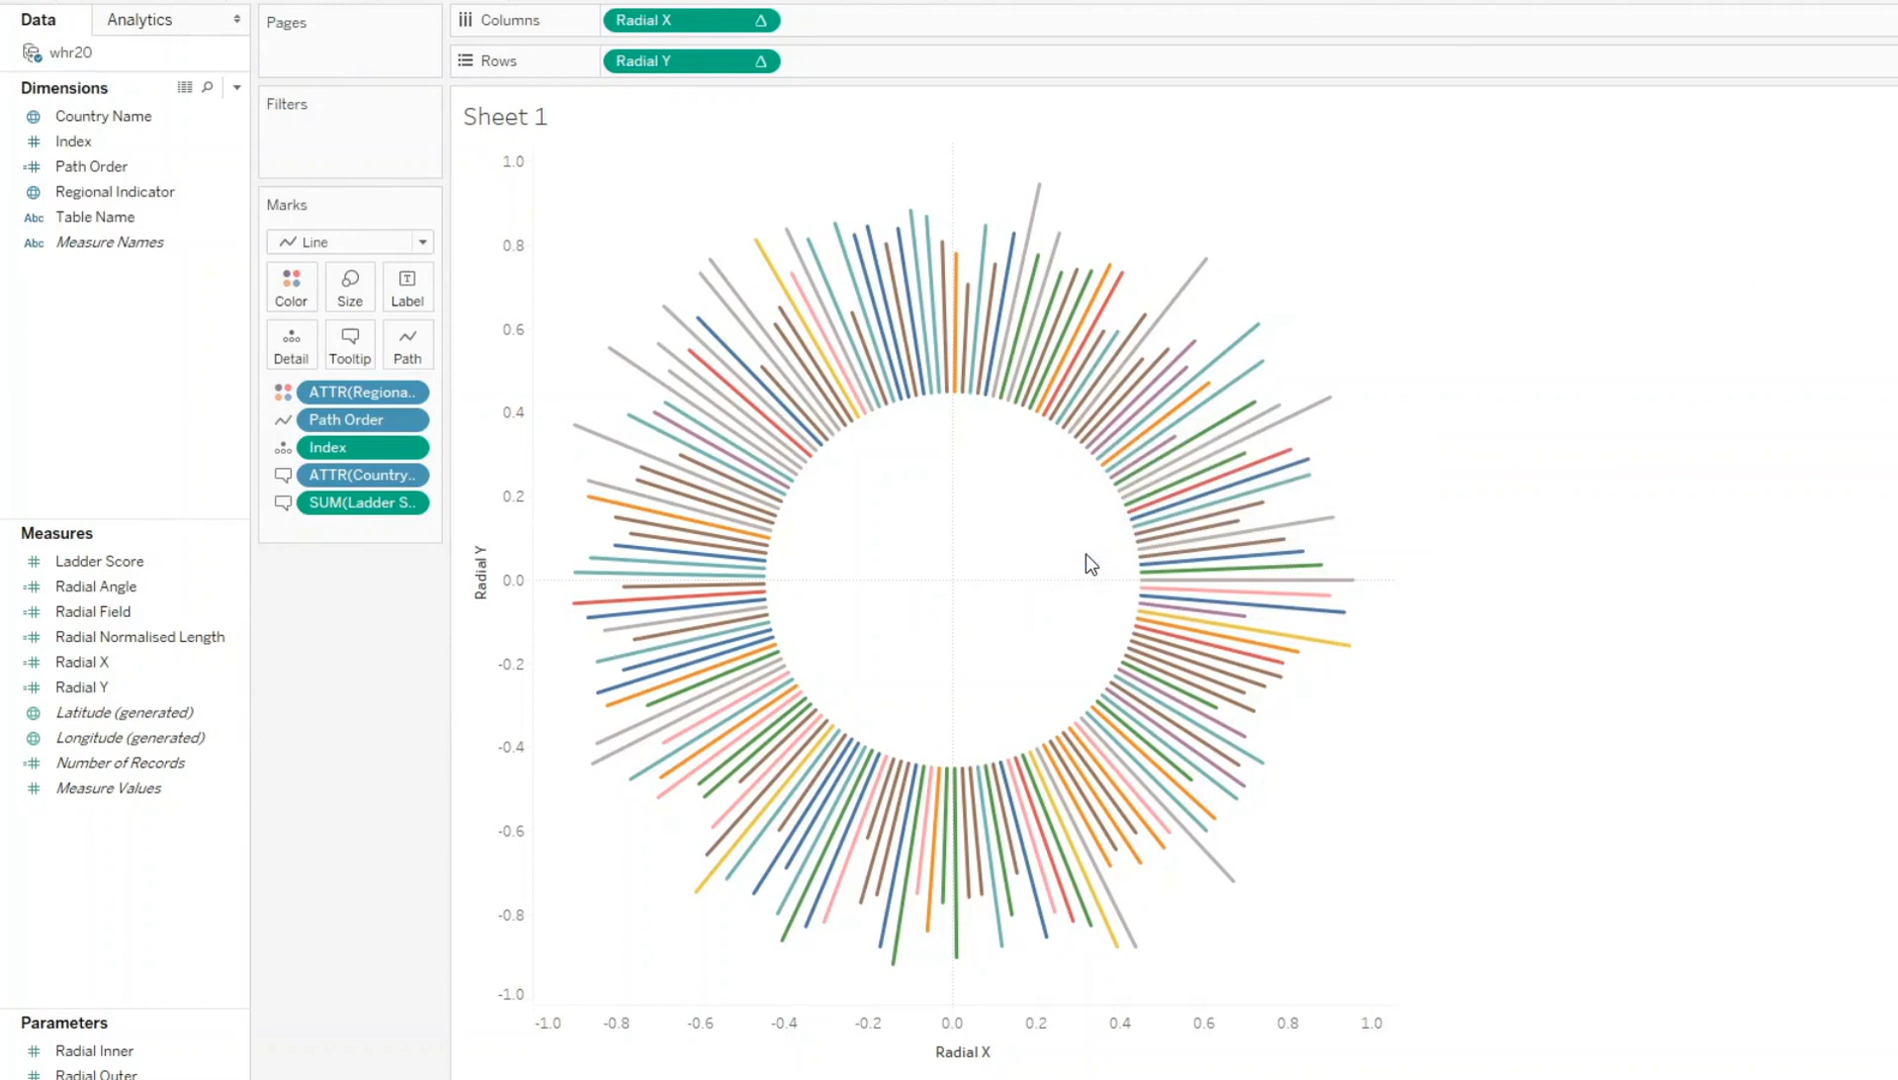 Data
Analytics
whr20
Dimensions
Country Name
Index
Path Order
Regional Indicator
Abc Table Name
Abc Measure Names
Measures
Ladder Score
Radial Angle
Radial Field
Radial Normalised Length
Radial X
Radial Y
Latitude (generated)
Longitude (generated)
Number of Records
Measure Values
Parameters
Radial Inner
Radial Outer
Pages
Filters
Marks
Line
Color Size Label
Detail Tooltip Path
ATTR(Regiona..
Path Order
Index
ATTR(Country..
SUM(Ladder S..
Columns Radial X
Rows Radial Y
Sheet 1
1.0
0.8
0.6
0.4
0.2
0.0
-0.2
-0.4
-0.6
-0.8
-1.0
Radial Y
-1.0 -0.8 -0.6 -0.4 -0.2 0.0 0.2 0.4 0.6 0.8 1.0
Radial X